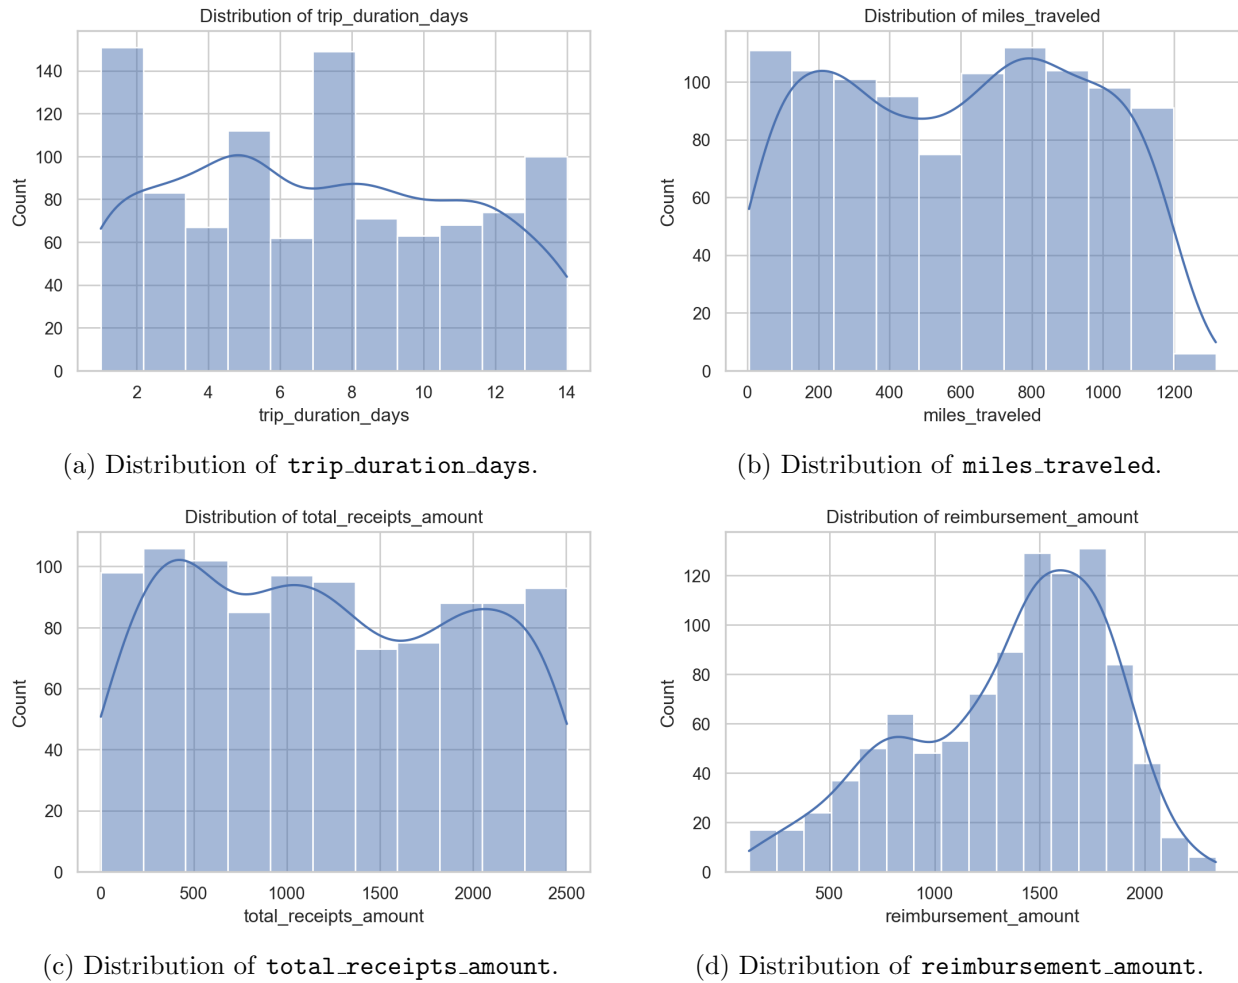 Distribution of trip_duration_days
140
120
100
80
60
40
20
0
Count
2 4 6 8 10 12 14
trip_duration_days
(a) Distribution of trip_duration_days.
Distribution of miles_traveled
100
80
60
40
20
0
Count
0 200 400 600 800 1000 1200
miles_traveled
(b) Distribution of miles_traveled.
Distribution of total_receipts_amount
100
80
60
40
20
0
Count
0 500 1000 1500 2000 2500
total_receipts_amount
(c) Distribution of total_receipts_amount.
Distribution of reimbursement_amount
120
100
80
60
40
20
0
Count
500 1000 1500 2000
reimbursement_amount
(d) Distribution of reimbursement_amount.